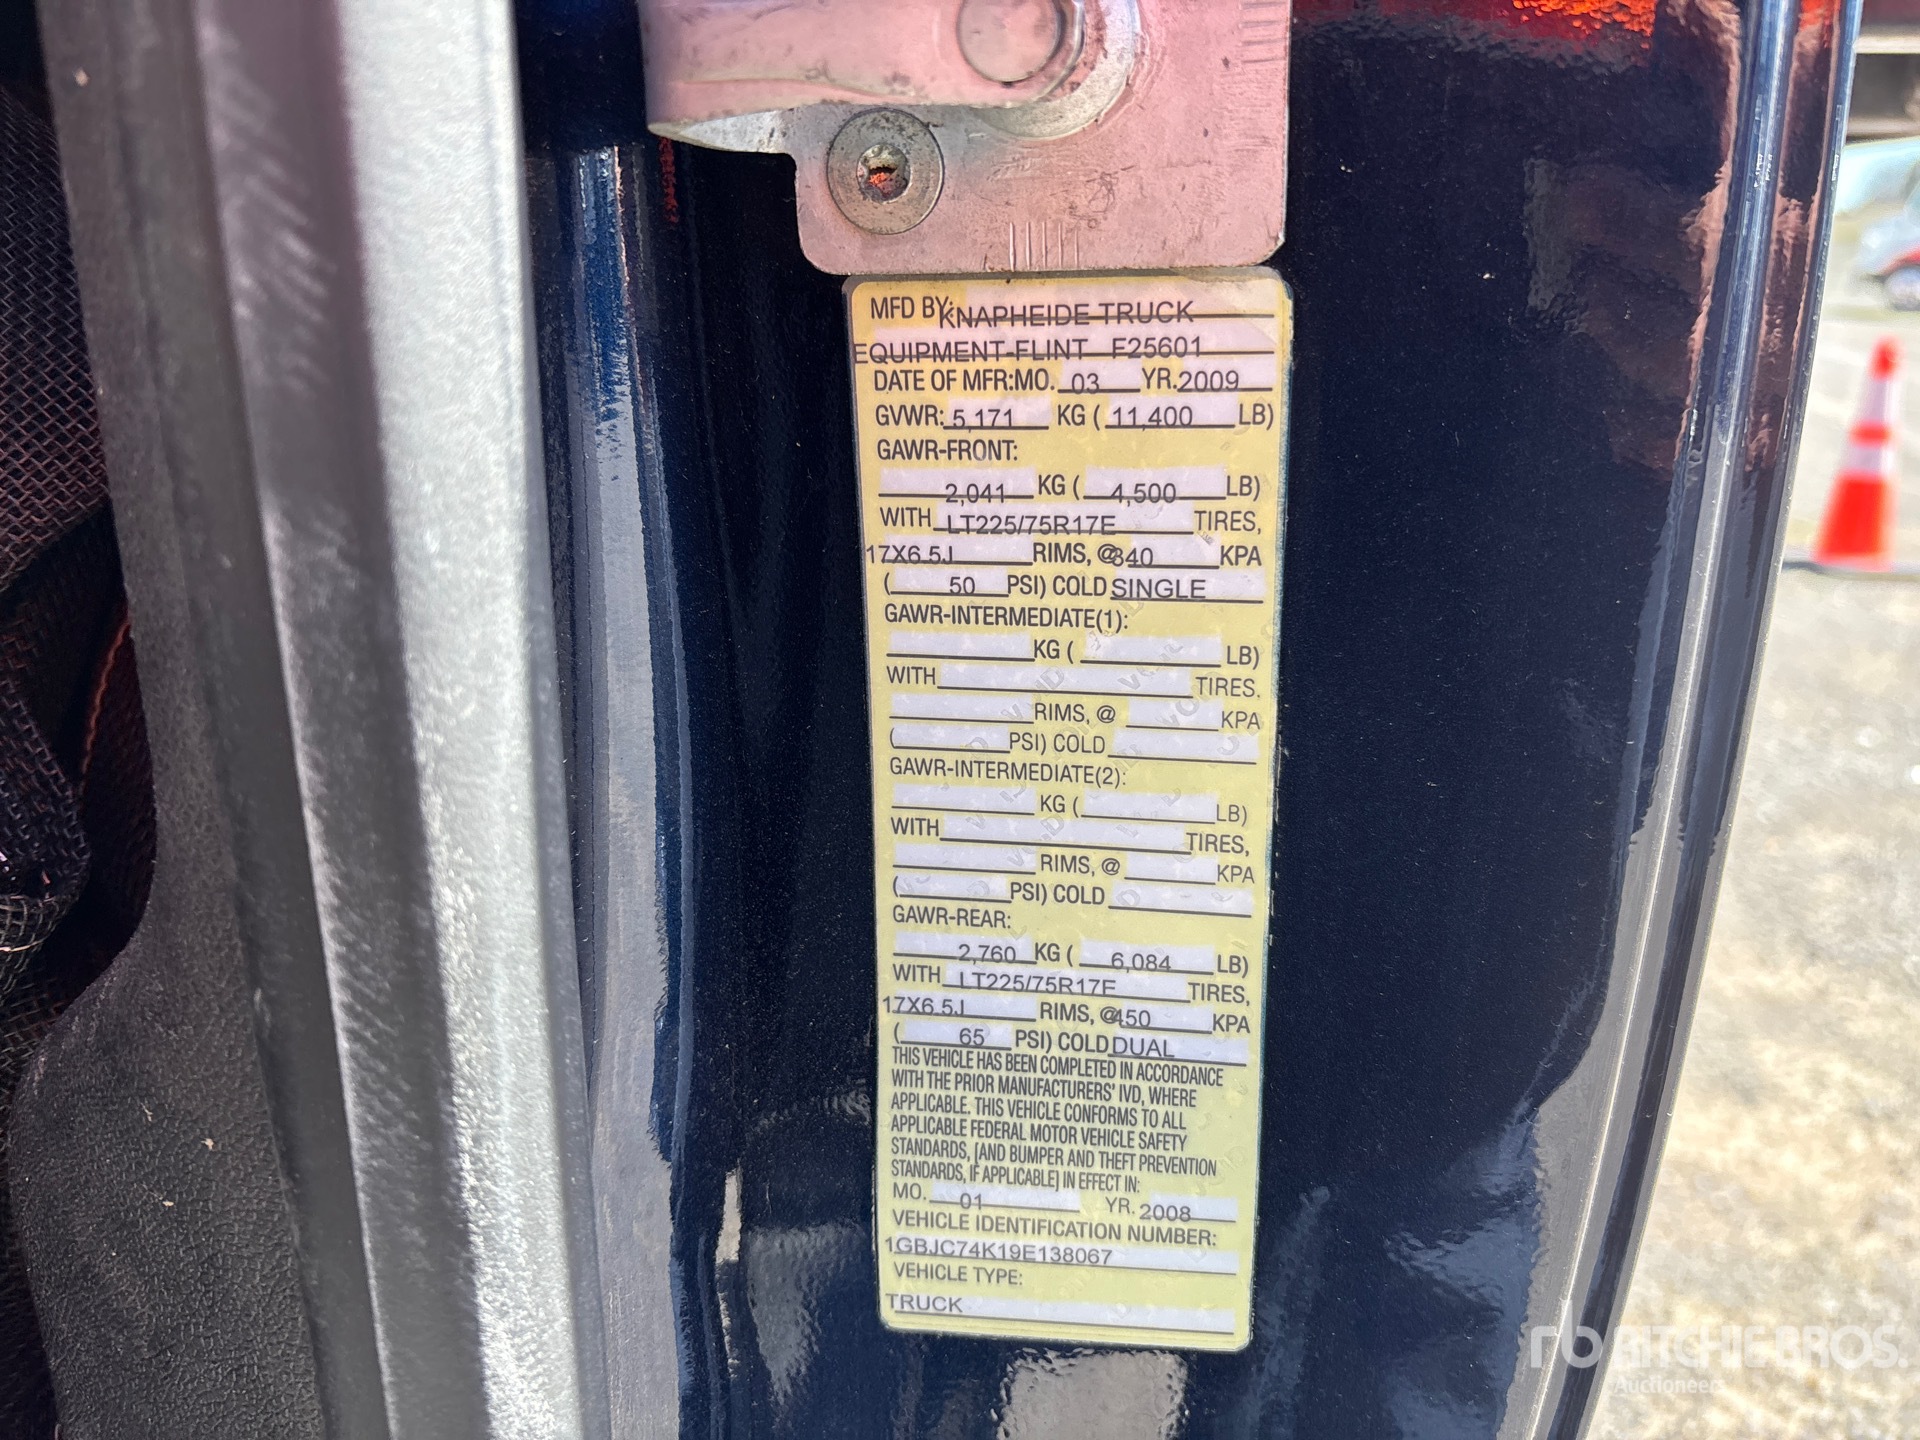 MFD BY: KNAPHEIDE TRUCK
EQUIPMENT-FLINT F25601
DATE OF MFR:MO. 03 YR. 2009
GVWR: 5,171 KG ( 11,400 LB)
GAWR-FRONT:
2,041 KG ( 4,500 LB)
WITH LT225/75R17E TIRES,
17X6.5J RIMS, @ 340 KPA
( 50 PSI) COLD SINGLE
GAWR-INTERMEDIATE(1):
KG ( LB)
WITH TIRES.
RIMS, @ KPA
( PSI) COLD
GAWR-INTERMEDIATE(2):
KG ( LB)
WITH TIRES,
RIMS, @ KPA
( PSI) COLD
GAWR-REAR:
2,760 KG ( 6,084 LB)
WITH LT225/75R17E TIRES,
17X6.5J RIMS, @ 450 KPA
( 65 PSI) COLD DUAL
THIS VEHICLE HAS BEEN COMPLETED IN ACCORDANCE
WITH THE PRIOR MANUFACTURERS' IVD, WHERE
APPLICABLE. THIS VEHICLE CONFORMS TO ALL
APPLICABLE FEDERAL MOTOR VEHICLE SAFETY
STANDARDS, [AND BUMPER AND THEFT PREVENTION
STANDARDS, IF APPLICABLE] IN EFFECT IN:
MO. 01 YR. 2008
VEHICLE IDENTIFICATION NUMBER:
1GBJC74K19E138067
VEHICLE TYPE:
TRUCK
rb RITCHIE BROS.
Auctioneers